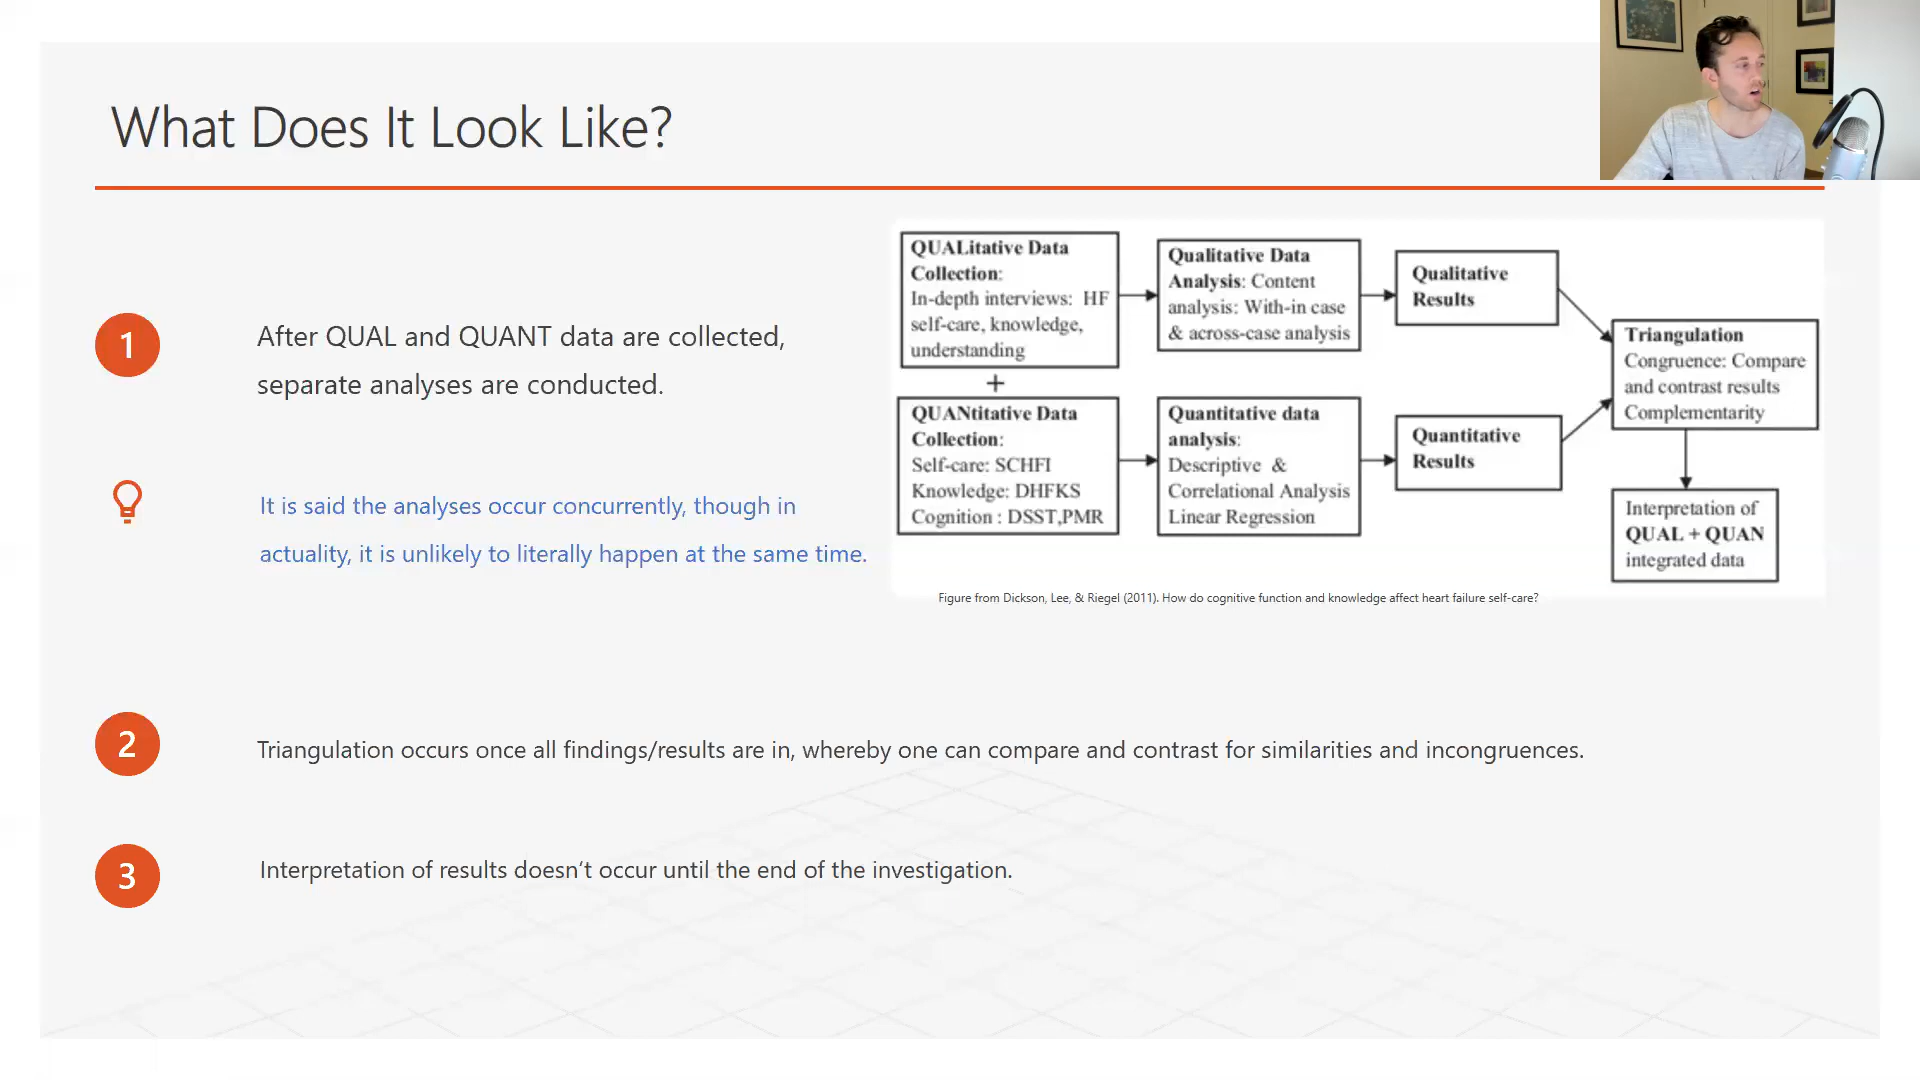 What Does It Look Like?
1
After QUAL and QUANT data are collected,
separate analyses are conducted.
It is said the analyses occur concurrently, though in
actuality, it is unlikely to literally happen at the same time.
QUALitative Data
Collection:
In-depth interviews: HF
self-care, knowledge,
understanding
+
QUANtitative Data
Collection:
Self-care: SCHFI
Knowledge: DHFKS
Cognition : DSST,PMR
Qualitative Data
Analysis: Content
analysis: With-in case
& across-case analysis
Quantitative data
analysis:
Descriptive &
Correlational Analysis
Linear Regression
Qualitative
Results
Quantitative
Results
Triangulation
Congruence: Compare
and contrast results
Complementarity
Interpretation of
QUAL + QUAN
integrated data
Figure from Dickson, Lee, & Riegel (2011). How do cognitive function and knowledge affect heart failure self-care?
2
Triangulation occurs once all findings/results are in, whereby one can compare and contrast for similarities and incongruences.
3
Interpretation of results doesn't occur until the end of the investigation.